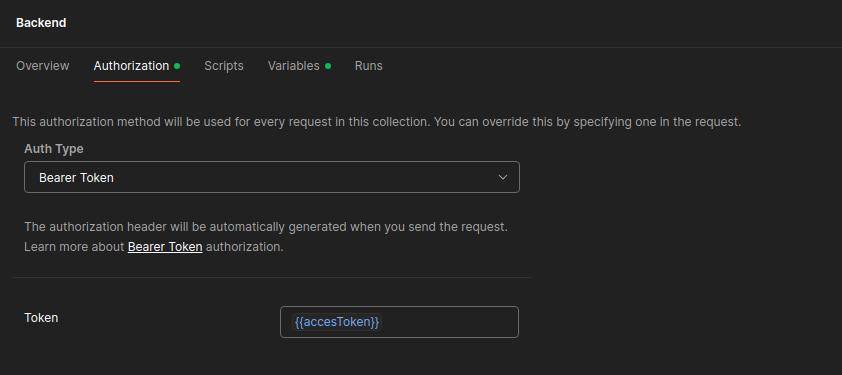 Backend
Overview Authorization Scripts Variables Runs
This authorization method will be used for every request in this collection. You can override this by specifying one in the request.
Auth Type
Bearer Token
The authorization header will be automatically generated when you send the request.
Learn more about Bearer Token authorization.
Token {{accesToken}}